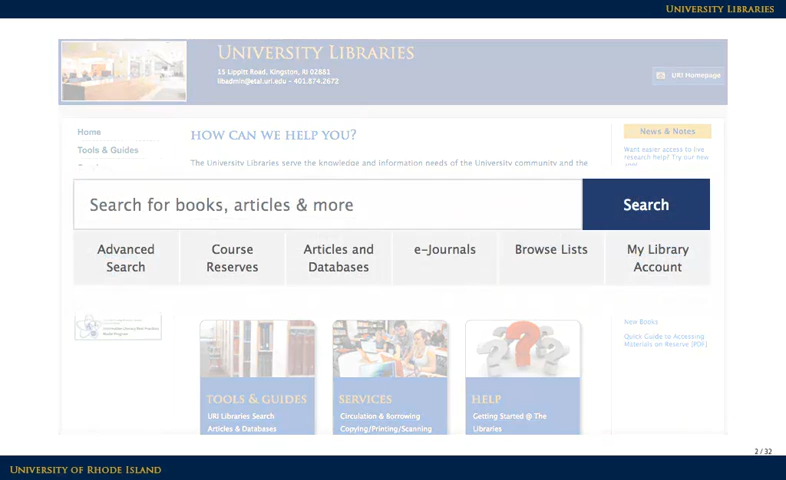 University Libraries
University Libraries
15 Lippitt Road, Kingston, RI 02881
libadmin@etal.uri.edu - 401.874.2672
URI Homepage
Home
Tools & Guides
How can we help you?
The University Libraries serve the knowledge and information needs of the University community and the
News & Notes
Want easier access to live
research help? Try our new
Search for books, articles & more
Search
Advanced
Search
Course
Reserves
Articles and
Databases
e-Journals
Browse Lists
My Library
Account
New Books
Quick Guide to Accessing
Materials on Reserve [PDF]
Tools & Guides
URI Libraries Search
Articles & Databases
Services
Circulation & Borrowing
Copying/Printing/Scanning
Help
Getting Started @ The
Libraries
2 / 32
University of Rhode Island